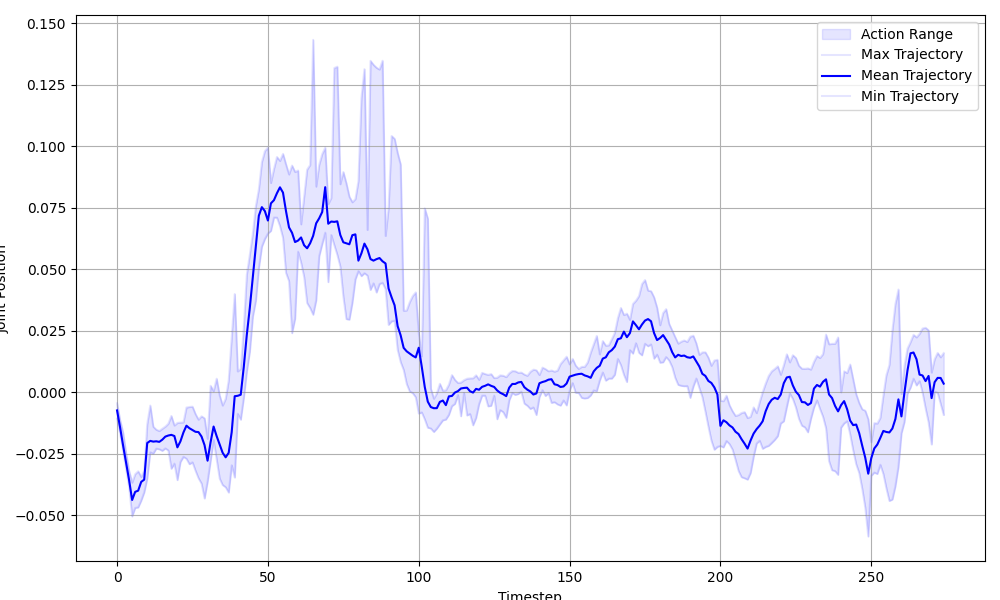 0.150
0.125
0.100
0.075
0.050
0.025
0.000
−0.025
−0.050
Joint Position
0 50 100 150 200 250
Timestep
Action Range
Max Trajectory
Mean Trajectory
Min Trajectory